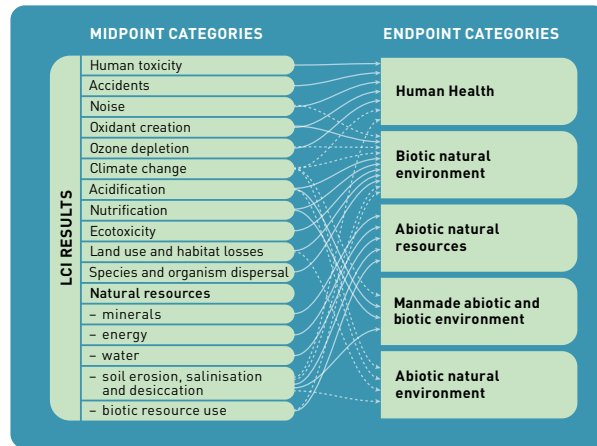 MIDPOINT CATEGORIES
ENDPOINT CATEGORIES
LCI RESULTS
Human toxicity
Accidents
Noise
Oxidant creation
Ozone depletion
Climate change
Acidification
Nutrification
Ecotoxicity
Land use and habitat losses
Species and organism dispersal
Natural resources
– minerals
– energy
– water
– soil erosion, salinisation
and desiccation
– biotic resource use
Human Health
Biotic natural
environment
Abiotic natural
resources
Manmade abiotic and
biotic environment
Abiotic natural
environment